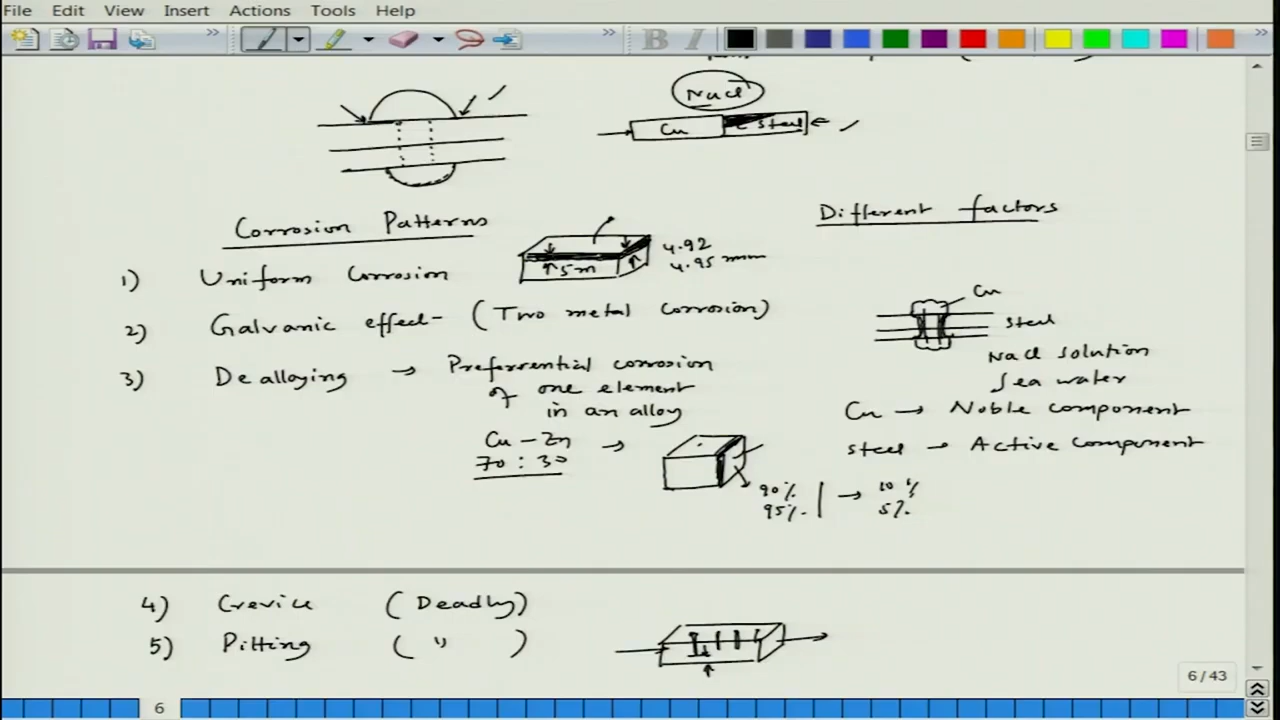 File Edit View Insert Actions Tools Help
B I
NaCl
Cu Steel
Corrosion Patterns
Different factors
1) Uniform Corrosion
5m
4.92
4.95 mm
2) Galvanic effect - (Two metal corrosion)
Cu
Steel
NaCl solution
Sea water
3) Dealloying → Preferrential corrosion
of one element
in an alloy
Cu → Noble component
Steel → Active component
Cu - Zn →
70 : 30
90% → 10%
95% 5%
4) Crevice (Deadly)
5) Pitting ( " )
6/43
6